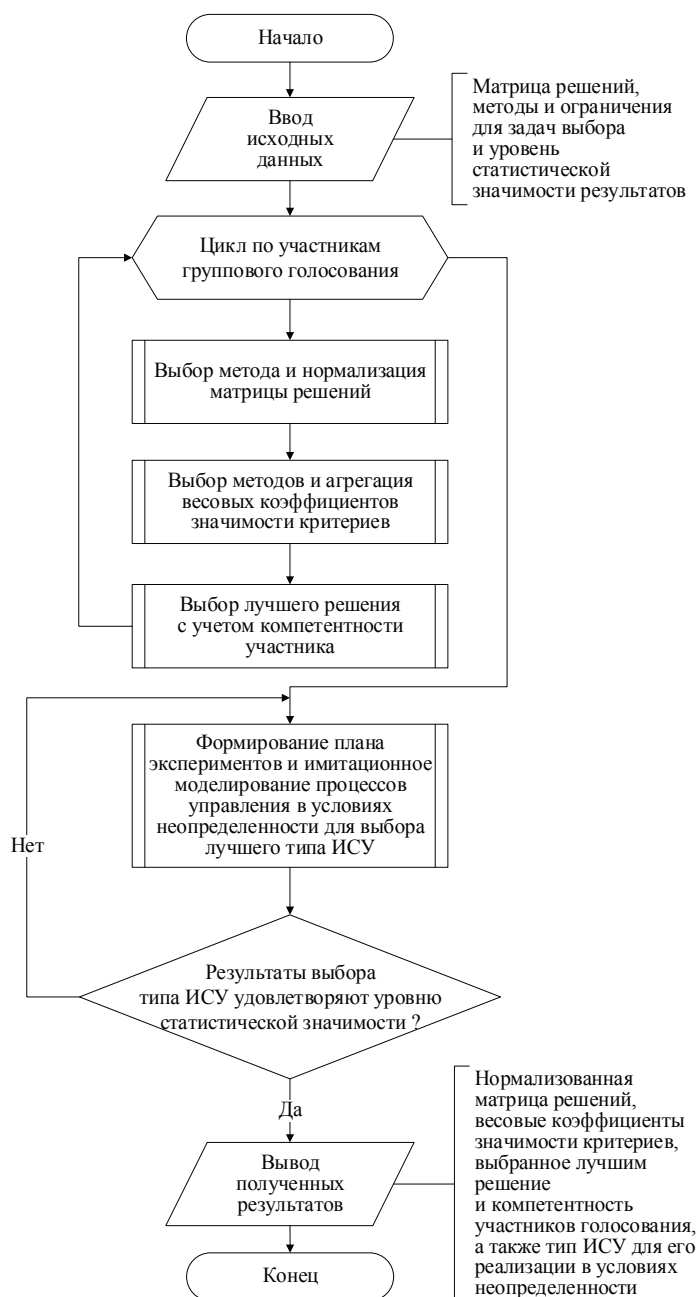 Начало
Ввод
исходных
данных
Матрица решений,
методы и ограничения
для задач выбора
и уровень
статистической
значимости результатов
Цикл по участникам
группового голосования
Выбор метода и нормализация
матрицы решений
Выбор методов и агрегация
весовых коэффициентов
значимости критериев
Выбор лучшего решения
с учетом компетентности
участника
Формирование плана
экспериментов и имитационное
моделирование процессов
управления в условиях
неопределенности для выбора
лучшего типа ИСУ
Нет
Результаты выбора
типа ИСУ удовлетворяют уровню
статистической значимости ?
Да
Вывод
полученных
результатов
Нормализованная
матрица решений,
весовые коэффициенты
значимости критериев,
выбранное лучшим
решение
и компетентность
участников голосования,
а также тип ИСУ для его
реализации в условиях
неопределенности
Конец